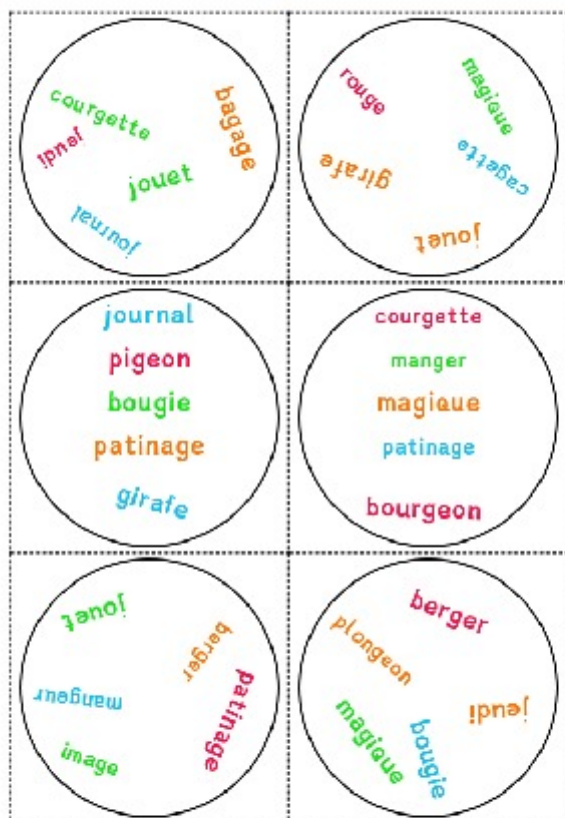 courgette
bagage
jeudi
jouet
journal
rouge
magique
cagette
girafe
jouet
journal
pigeon
bougie
patinage
girafe
courgette
manger
magique
patinage
bourgeon
jouet
berger
mangeur
patinage
image
berger
plongeon
jeudi
magique
bougie